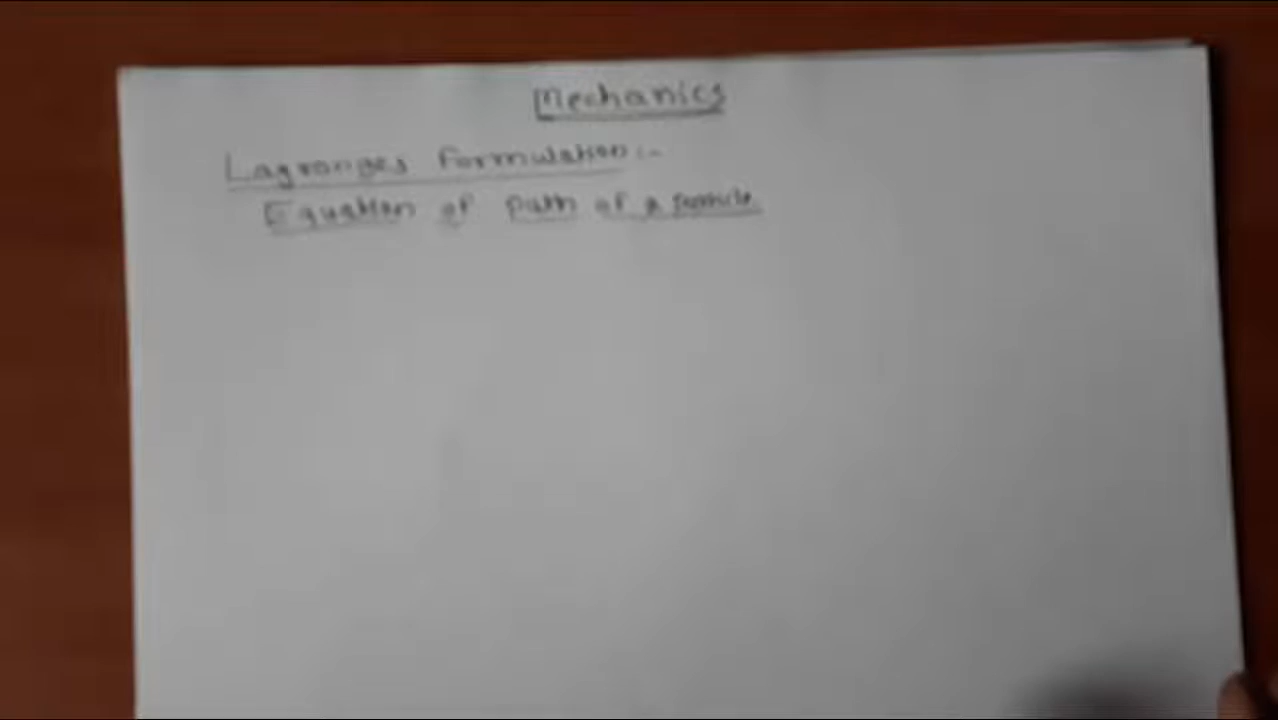 Mechanics
Lagranges Formulation:-
Equation of Path of a particle.